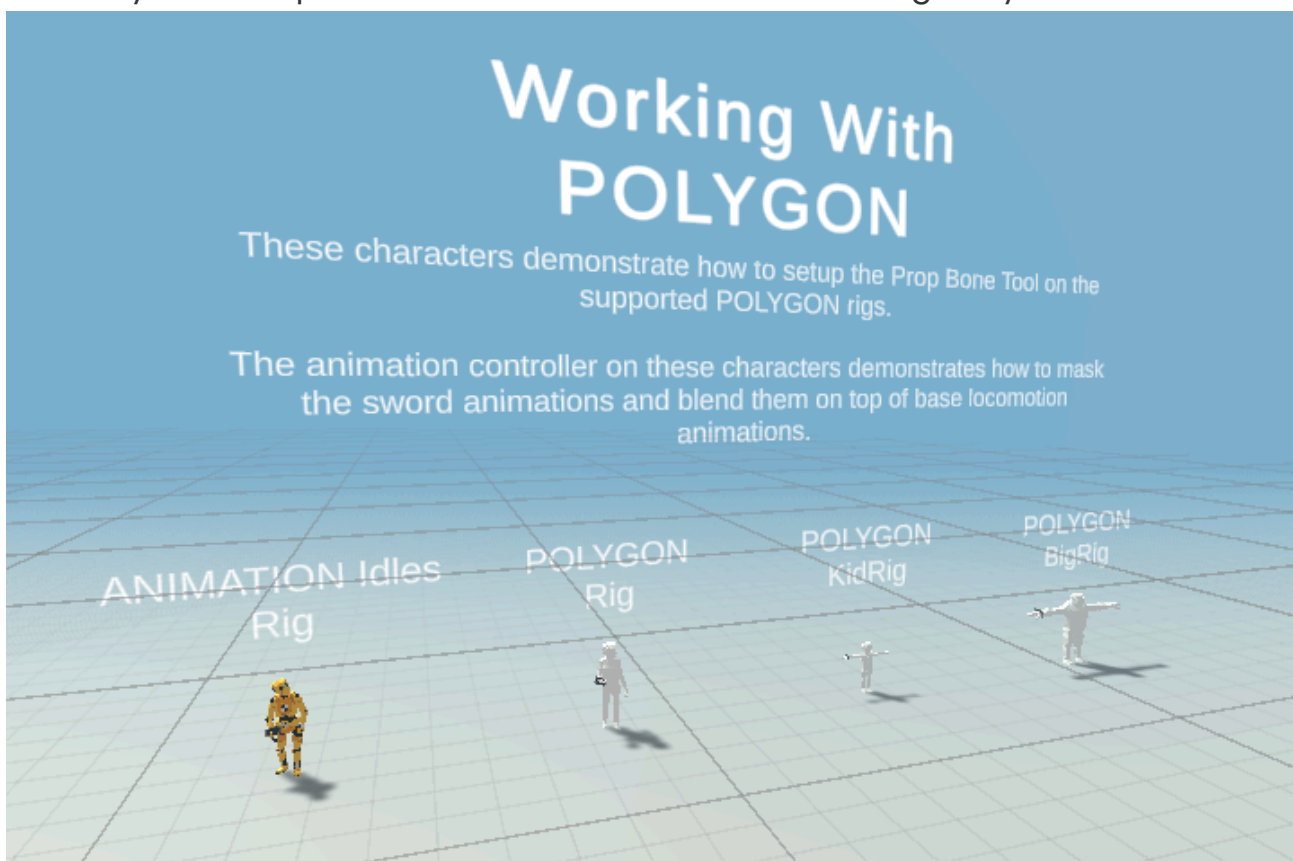 Working With
POLYGON
These characters demonstrate how to setup the Prop Bone Tool on the
supported POLYGON rigs.
The animation controller on these characters demonstrates how to mask
the sword animations and blend them on top of base locomotion
animations.
ANIMATION Idles
Rig
POLYGON
Rig
POLYGON
KidRig
POLYGON
BigRig